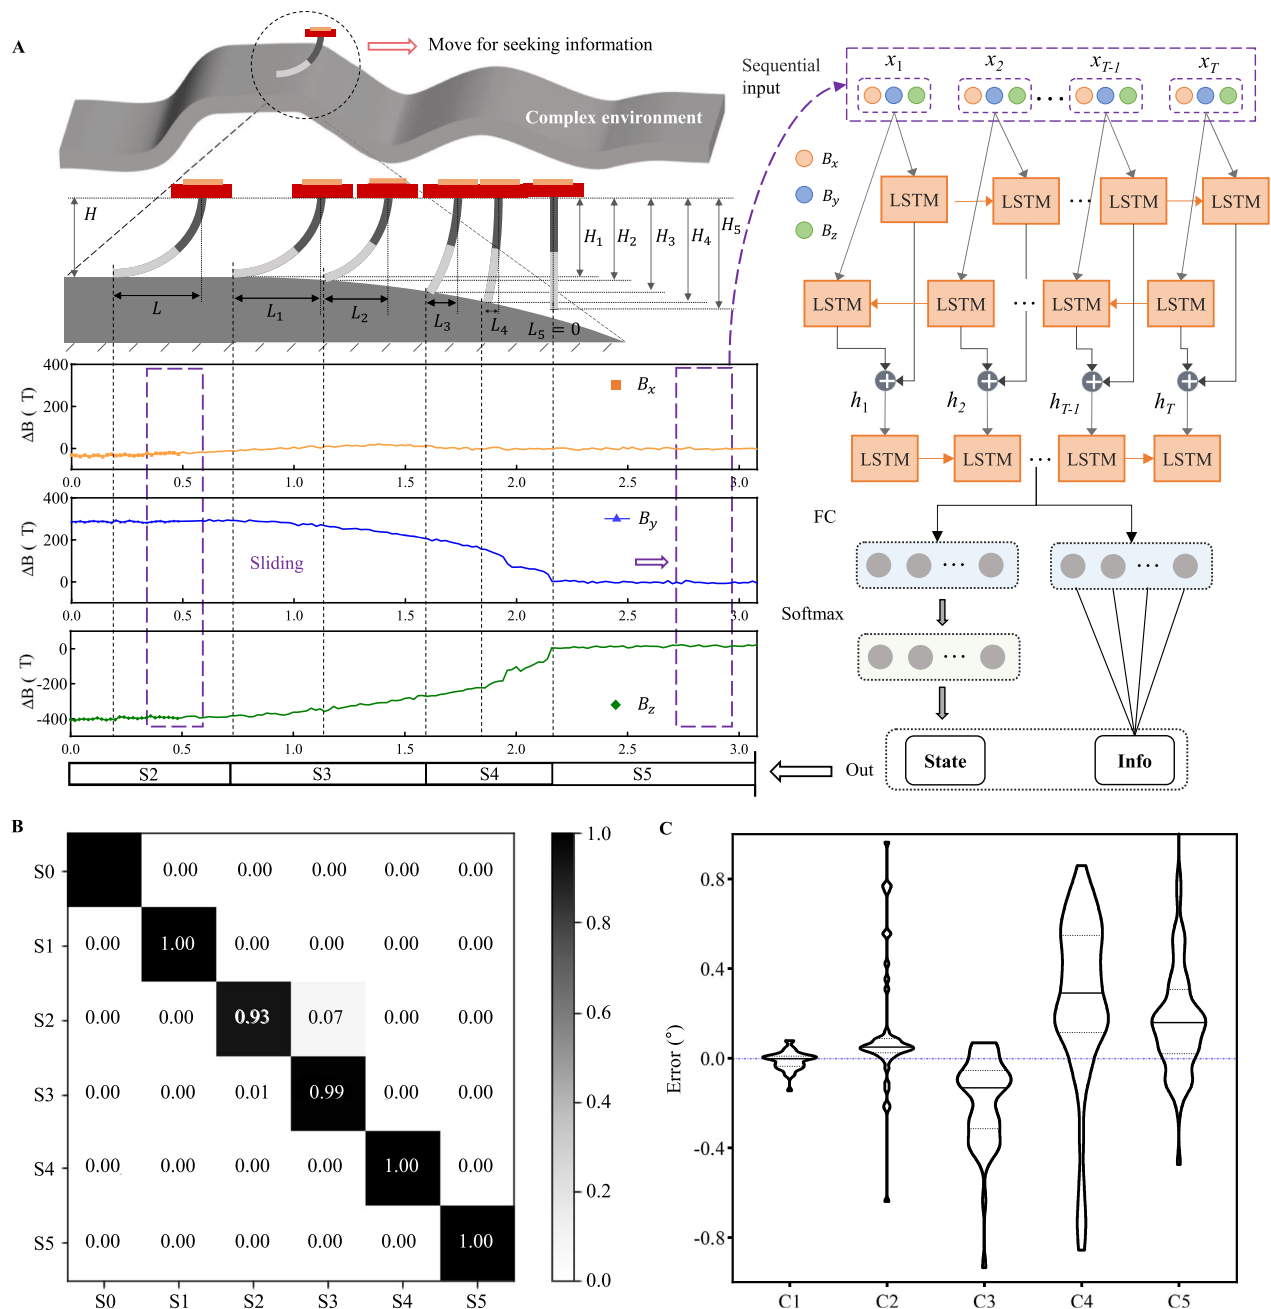 A
Move for seeking information
Complex environment
H
H1 H2 H3 H4 H5
L L1 L2 L3 L4 L5 = 0
400
200
0
ΔB ( T)
Bx
0.0 0.5 1.0 1.5 2.0 2.5 3.0
400
200
0
ΔB ( T)
By
Sliding
0.0 0.5 1.0 1.5 2.0 2.5 3.0
0
-200
-400
ΔB ( T)
Bz
0.0 0.5 1.0 1.5 2.0 2.5 3.0
S2 S3 S4 S5
Sequential
input
x1 x2 ... xT-1 xT
Bx
By
Bz
LSTM LSTM ... LSTM LSTM
LSTM LSTM ... LSTM LSTM
h1 h2 hT-1 hT
LSTM LSTM ... LSTM LSTM
FC
... ...
Softmax
...
Out State Info
B
S0 0.00 0.00 0.00 0.00 0.00
S1 0.00 1.00 0.00 0.00 0.00 0.00
S2 0.00 0.00 0.93 0.07 0.00 0.00
S3 0.00 0.00 0.01 0.99 0.00 0.00
S4 0.00 0.00 0.00 0.00 1.00 0.00
S5 0.00 0.00 0.00 0.00 0.00 1.00
S0 S1 S2 S3 S4 S5
1.0
0.8
0.6
0.4
0.2
0.0
C
Error (°)
0.8
0.4
0.0
-0.4
-0.8
C1 C2 C3 C4 C5